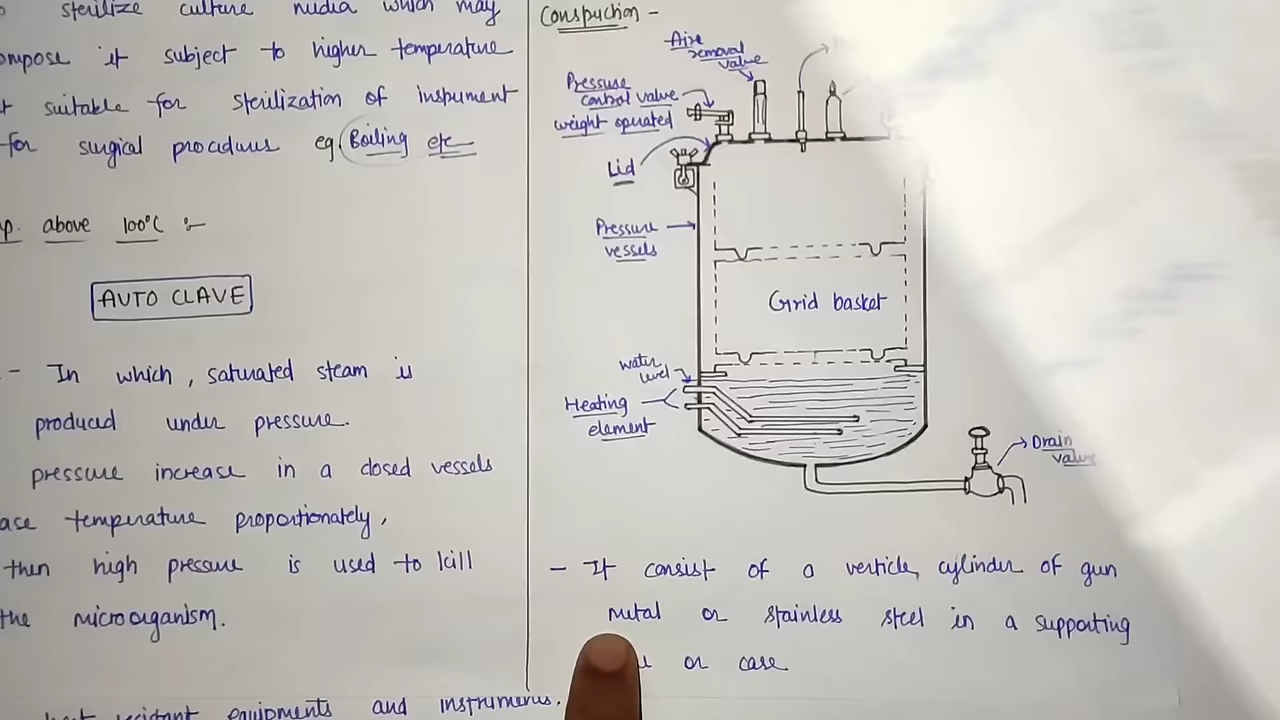 sterilize culture media which may
ompose it subject to higher temperature
t suitable for sterilization of instrument
for surgical procedures eg. Boiling etc
p. above 100°C :-
AUTO CLAVE
- In which, saturated steam is
produced under pressure.
pressure increase in a closed vessels
ase temperature proportionately,
then high pressure is used to kill
the microorganism.
equipments and instruments.
Construction -
Aire
removal
valve
Pressure
control valve
weight operated
Lid
Pressure
vessels
Grid basket
water
level
Heating
element
Drain
valve
- It consist of a verticle, cylinder of gun
metal or stainless steel in a supporting
or case